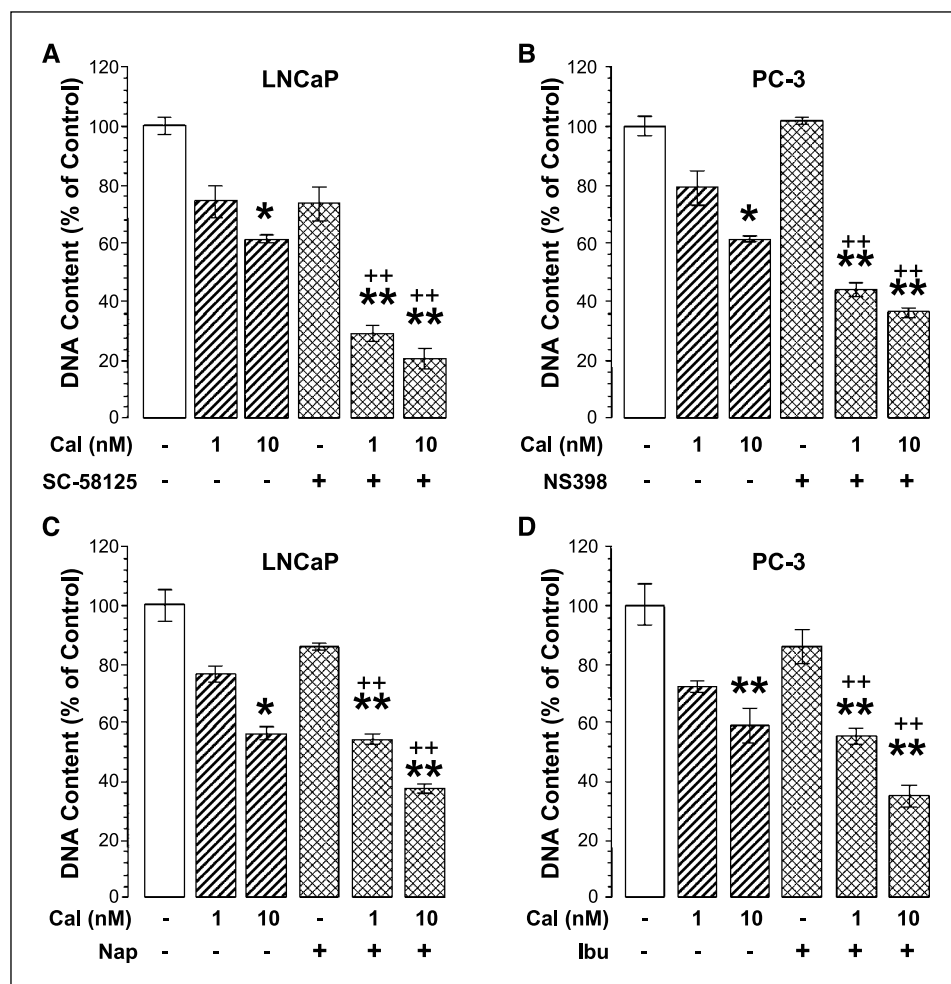 A
LNCaP
DNA Content (% of Control)
120
100
80
60
40
20
0
* ++ ** ++ **
Cal (nM) - 1 10 - 1 10
SC-58125 - - - + + +
B
PC-3
DNA Content (% of Control)
120
100
80
60
40
20
0
* ++ ** ++ **
Cal (nM) - 1 10 - 1 10
NS398 - - - + + +
C
LNCaP
DNA Content (% of Control)
120
100
80
60
40
20
0
* ++ ** ++ **
Cal (nM) - 1 10 - 1 10
Nap - - - + + +
D
PC-3
DNA Content (% of Control)
120
100
80
60
40
20
0
** ++ ** ++ **
Cal (nM) - 1 10 - 1 10
Ibu - - - + + +